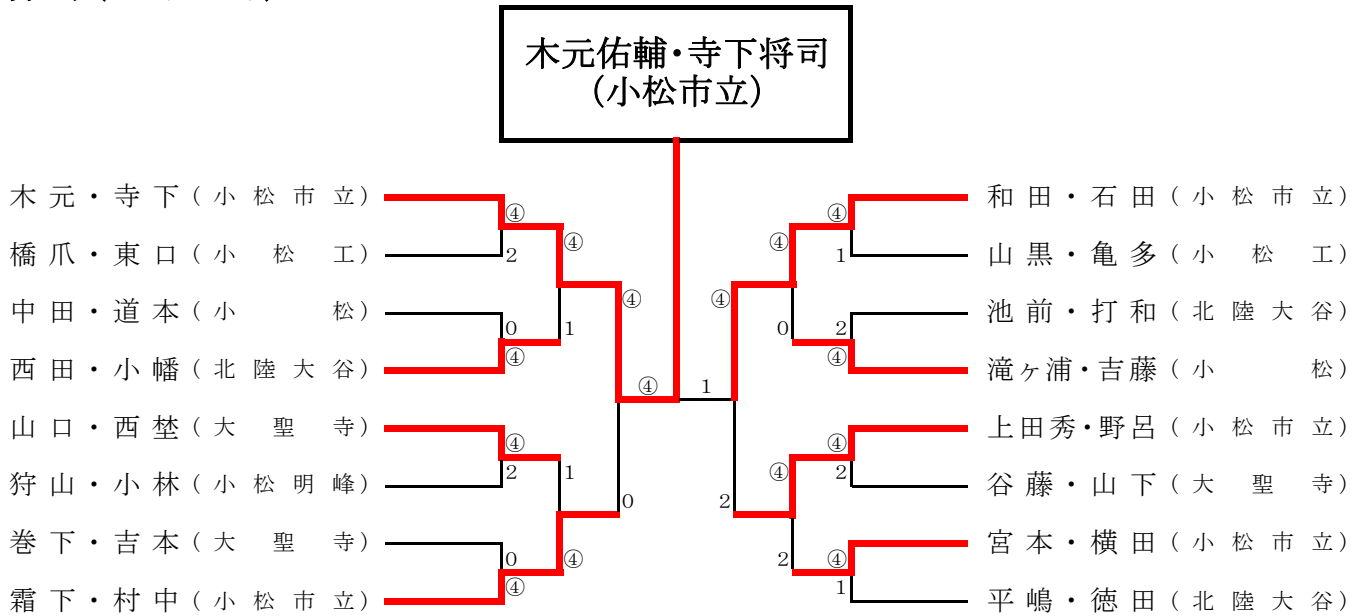 木元佑輔・寺下将司
(小松市立)
木元・寺下(小松市立)
④
橋爪・東口(小松工)
2
④
中田・道本(小松)
0
1
西田・小幡(北陸大谷)
④
④
山口・西埜(大聖寺)
④
狩山・小林(小松明峰)
2
1
巻下・吉本(大聖寺)
0
④
霜下・村中(小松市立)
④
0
④
1
和田・石田(小松市立)
④
山黒・亀多(小松工)
1
④
池前・打和(北陸大谷)
2
0
滝ヶ浦・吉藤(小松)
④
④
上田秀・野呂(小松市立)
④
谷藤・山下(大聖寺)
2
④
宮本・横田(小松市立)
④
2
平嶋・徳田(北陸大谷)
1
2